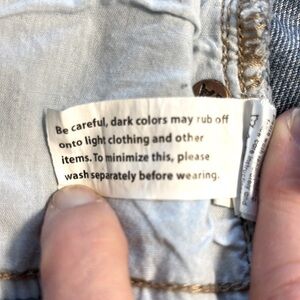 Be careful, dark colors may rub off
onto light clothing and other
items. To minimize this, please
wash separately before wearing.